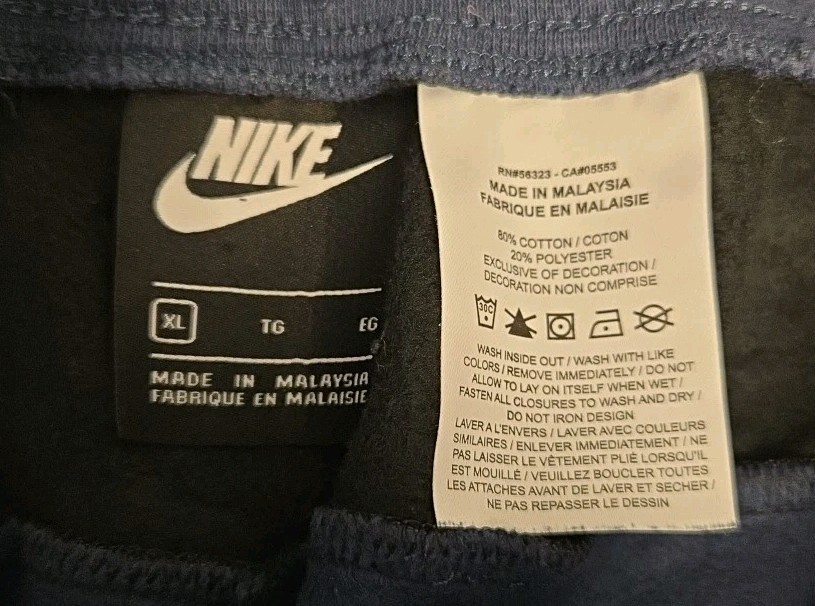 NIKE
XL TG EG
MADE IN MALAYSIA
FABRIQUE EN MALAISIE
RN#56323 - CA#05553
MADE IN MALAYSIA
FABRIQUE EN MALAISIE
80% COTTON / COTON
20% POLYESTER
EXCLUSIVE OF DECORATION /
DECORATION NON COMPRISE
30C
WASH INSIDE OUT / WASH WITH LIKE
COLORS / REMOVE IMMEDIATELY / DO NOT
ALLOW TO LAY ON ITSELF WHEN WET /
FASTEN ALL CLOSURES TO WASH AND DRY /
DO NOT IRON DESIGN
LAVER A L'ENVERS / LAVER AVEC COULEURS
SIMILAIRES / ENLEVER IMMEDIATEMENT / NE
PAS LAISSER LE VÊTEMENT PLIÉ LORSQU'IL
EST MOUILLÉ / VEUILLEZ BOUCLER TOUTES
LES ATTACHES AVANT DE LAVER ET SECHER /
NE PAS REPASSER LE DESSIN